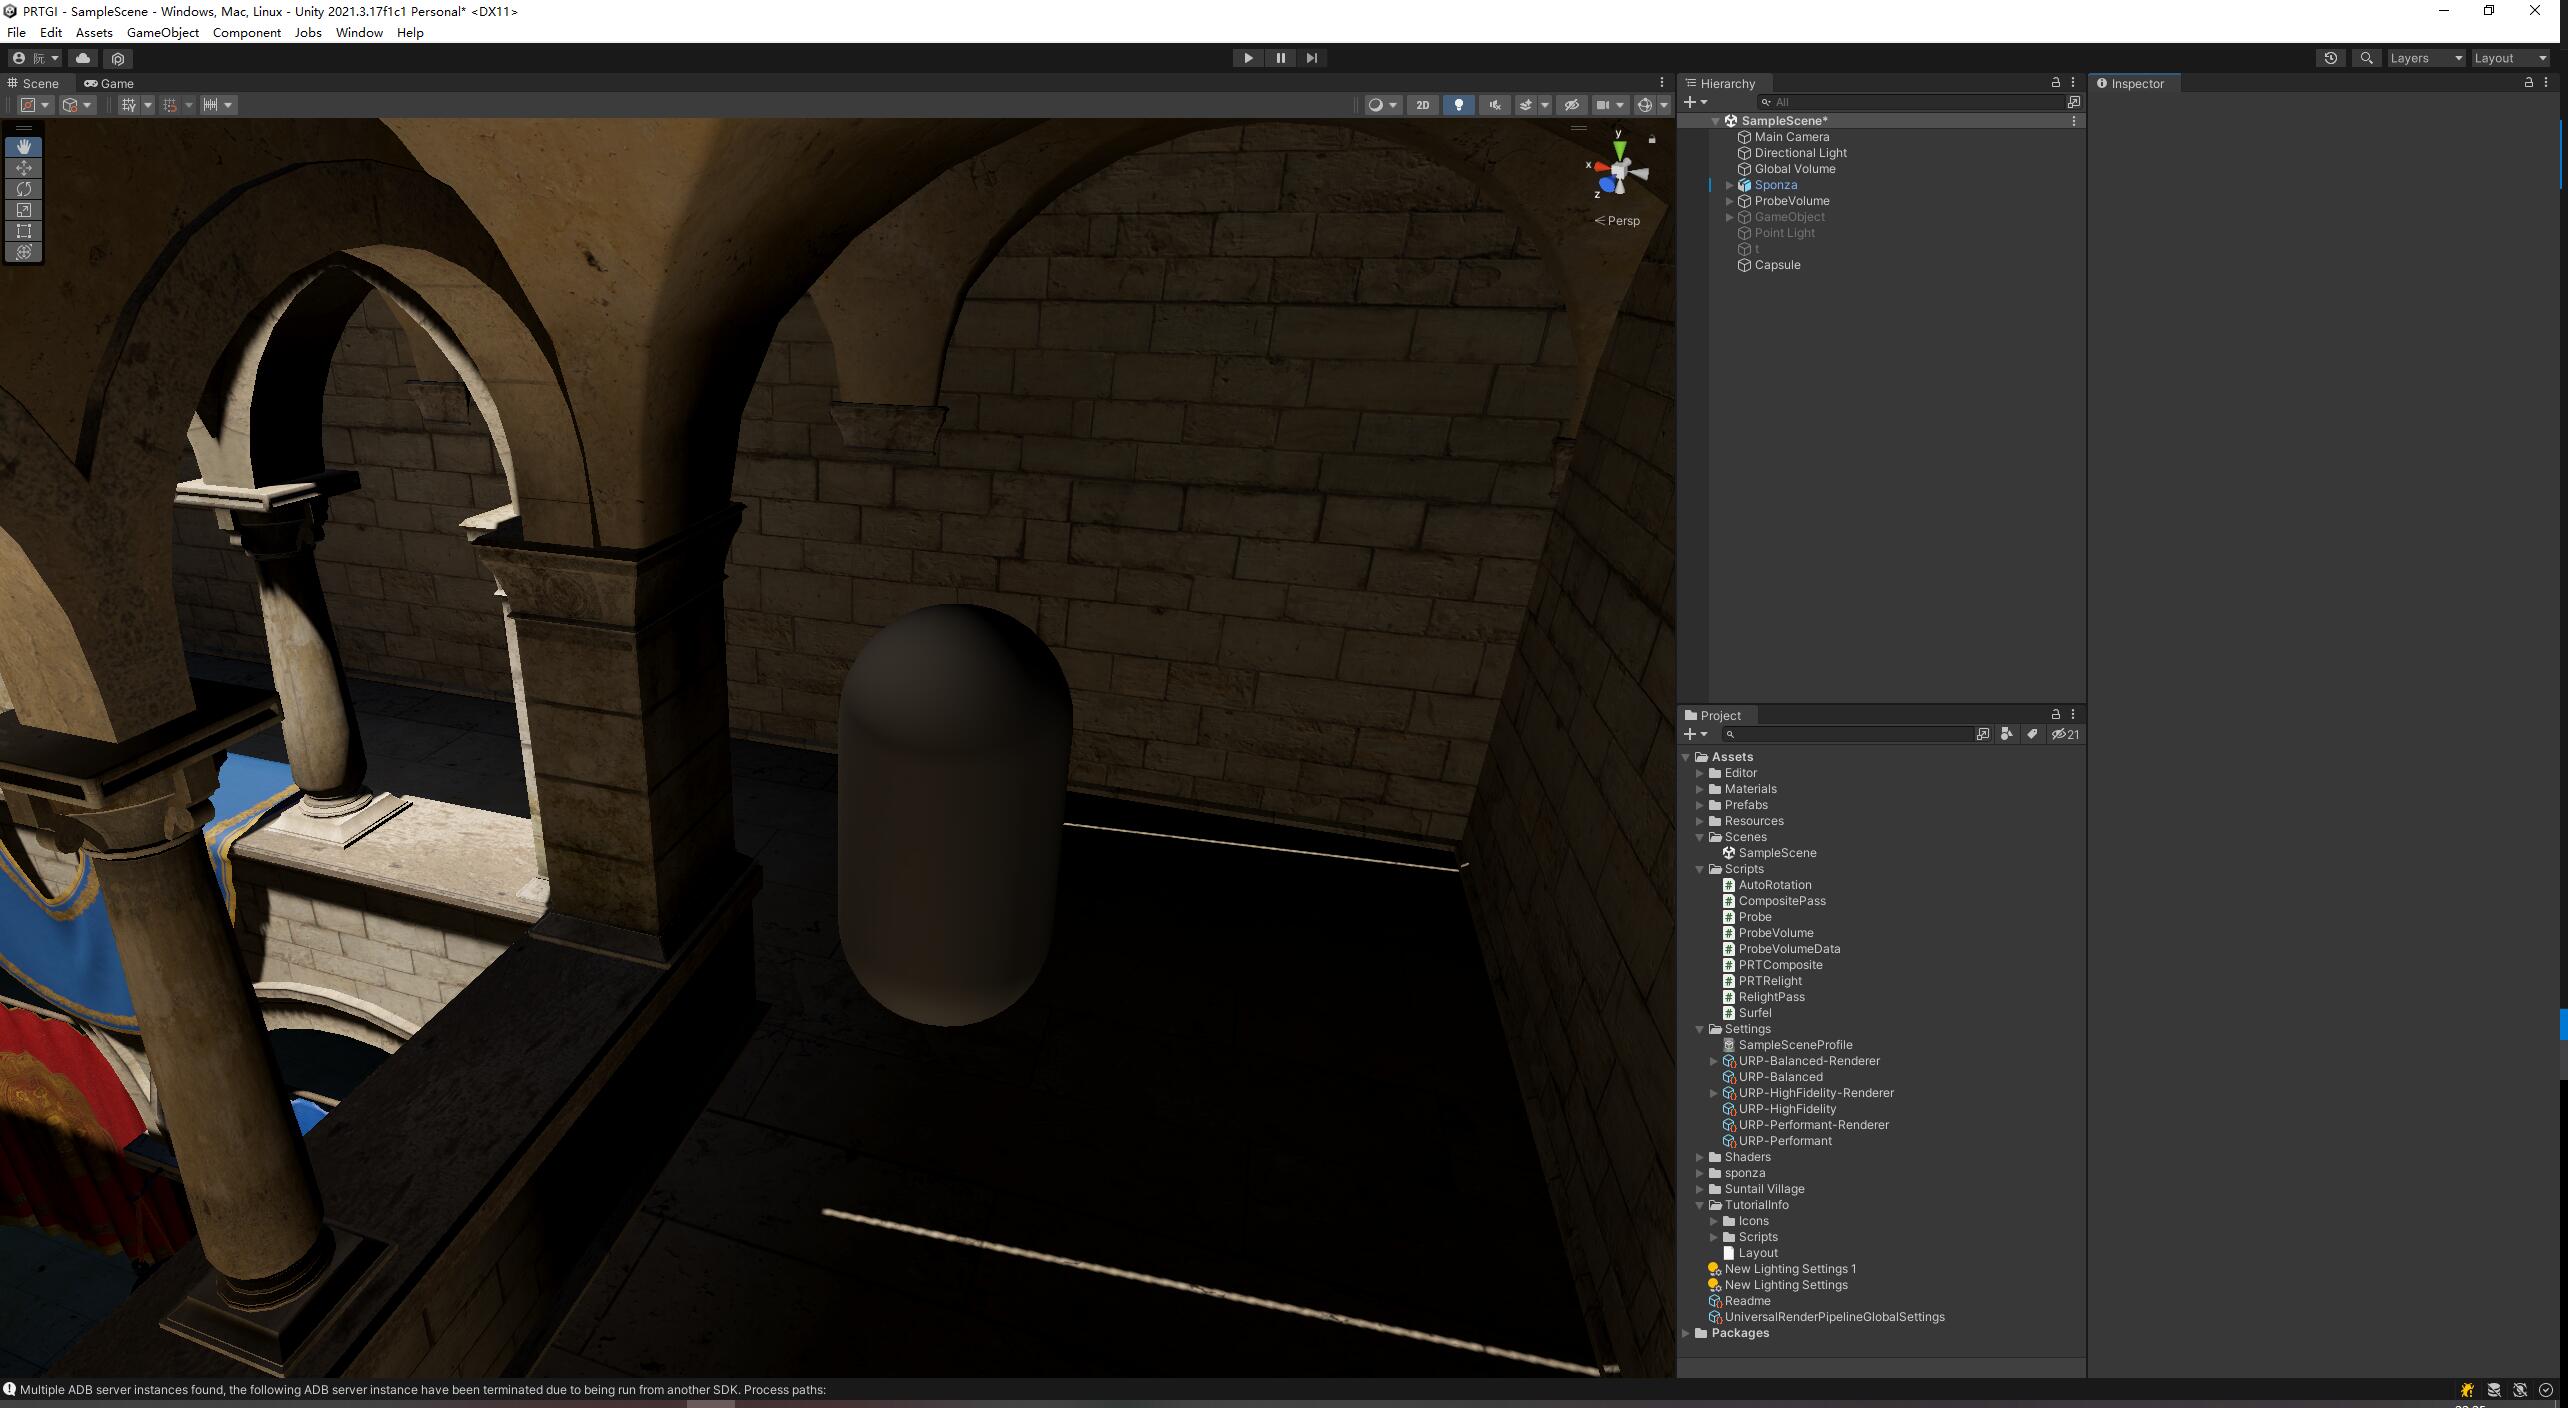 PRTGI - SampleScene - Windows, Mac, Linux - Unity 2021.3.17f1c1 Personal* <DX11>
File Edit Assets GameObject Component Jobs Window Help
阮
Layers
Layout
Scene
Game
2D
y
x
z
Persp
Hierarchy
All
SampleScene*
Main Camera
Directional Light
Global Volume
Sponza
ProbeVolume
GameObject
Point Light
t
Capsule
Inspector
Project
21
Assets
Editor
Materials
Prefabs
Resources
Scenes
SampleScene
Scripts
AutoRotation
CompositePass
Probe
ProbeVolume
ProbeVolumeData
PRTComposite
PRTRelight
RelightPass
Surfel
Settings
SampleSceneProfile
URP-Balanced-Renderer
URP-Balanced
URP-HighFidelity-Renderer
URP-HighFidelity
URP-Performant-Renderer
URP-Performant
Shaders
sponza
Suntail Village
TutorialInfo
Icons
Scripts
Layout
New Lighting Settings 1
New Lighting Settings
Readme
UniversalRenderPipelineGlobalSettings
Packages
Multiple ADB server instances found, the following ADB server instance have been terminated due to being run from another SDK. Process paths: